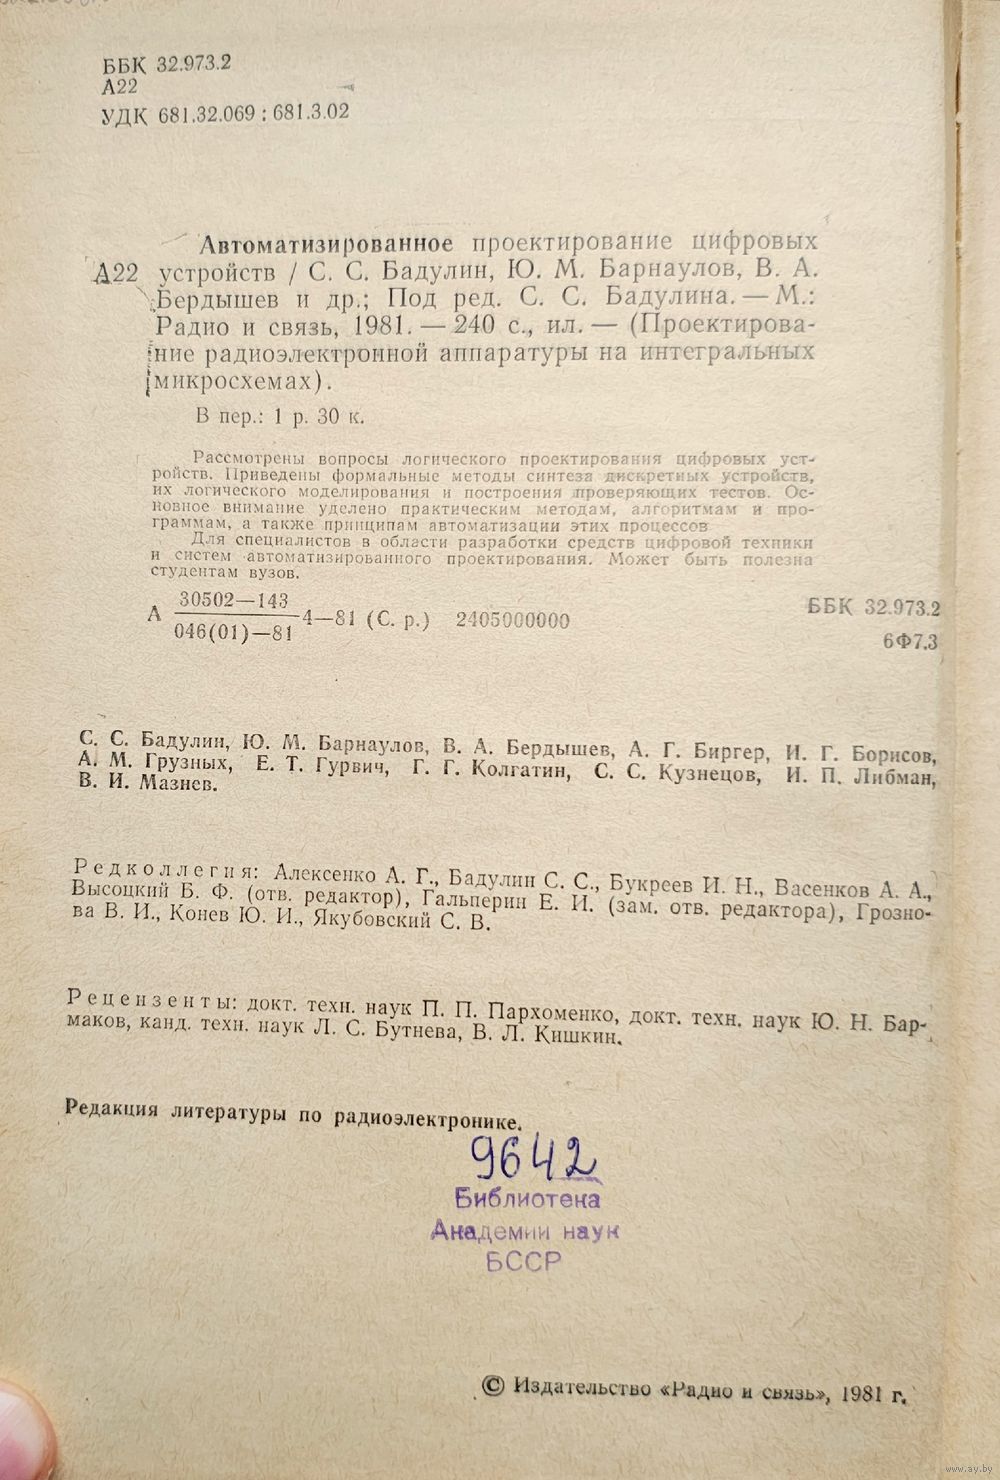 ББК 32.973.2
А22
УДК 681.32.069 : 681.3.02
Автоматизированное проектирование цифровых
А22 устройств / С. С. Бадулин, Ю. М. Барнаулов, В. А.
Бердышев и др.; Под ред. С. С. Бадулина. — М.:
Радио и связь, 1981. — 240 с., ил. — (Проектирова-
ние радиоэлектронной аппаратуры на интегральных
микросхемах).
В пер.: 1 р. 30 к.
Рассмотрены вопросы логического проектирования цифровых уст-
ройств. Приведены формальные методы синтеза дискретных устройств,
их логического моделирования и построения проверяющих тестов. Ос-
новное внимание уделено практическим методам, алгоритмам и про-
граммам, а также принципам автоматизации этих процессов
Для специалистов в области разработки средств цифровой техники
и систем автоматизированного проектирования. Может быть полезна
студентам вузов.
А 30502—143
046(01)—81 4—81 (С. р.) 2405000000
ББК 32.973.2
6Ф7.3
С. С. Бадулин, Ю. М. Барнаулов, В. А. Бердышев, А. Г. Биргер, И. Г. Борисов,
А. М. Грузных, Е. Т. Гурвич, Г. Г. Колгатин, С. С. Кузнецов, И. П. Либман,
В. И. Мазнев.
Редколлегия: Алексенко А. Г., Бадулин С. С., Букреев И. Н., Васенков А. А.,
Высоцкий Б. Ф. (отв. редактор), Гальперин Е. И. (зам. отв. редактора), Грозно-
ва В. И., Конев Ю. И., Якубовский С. В.
Рецензенты: докт. техн. наук П. П. Пархоменко, докт. техн. наук Ю. Н. Бар-
маков, канд. техн. наук Л. С. Бутнева, В. Л. Кишкин.
Редакция литературы по радиоэлектронике.
9642
Библиотека
Академии наук
БССР
© Издательство «Радио и связь», 1981 г.
www.ay.by